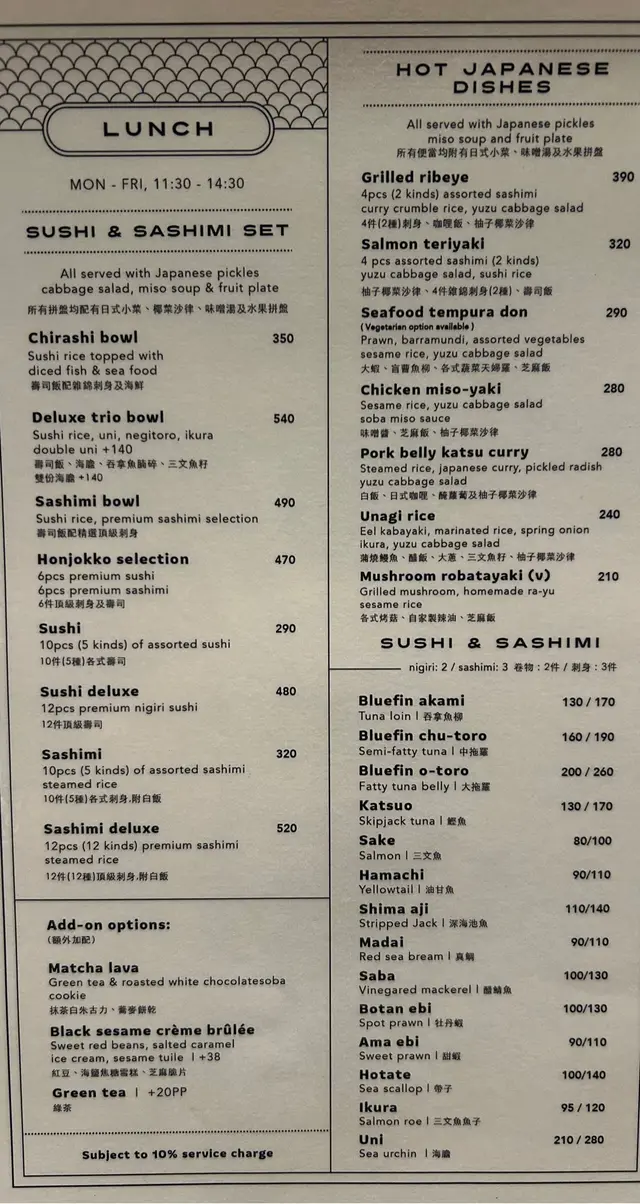 LUNCH
MON - FRI, 11:30 - 14:30
SUSHI & SASHIMI SET
All served with Japanese pickles
cabbage salad, miso soup & fruit plate
所有拼盤均配有日式小菜、椰菜沙律、味噌湯及水果拼盤
Chirashi bowl 350
Sushi rice topped with
diced fish & sea food
壽司飯配雜錦刺身及海鮮
Deluxe trio bowl 540
Sushi rice, uni, negitoro, ikura
double uni +140
壽司飯、海膽、吞拿魚腩碎、三文魚籽
雙份海膽 +140
Sashimi bowl 490
Sushi rice, premium sashimi selection
壽司飯配精選頂級刺身
Honjokko selection 470
6pcs premium sushi
6pcs premium sashimi
6件頂級刺身及壽司
Sushi 290
10pcs (5 kinds) of assorted sushi
10件(5種)各式壽司
Sushi deluxe 480
12pcs premium nigiri sushi
12件頂級壽司
Sashimi 320
10pcs (5 kinds) of assorted sashimi
steamed rice
10件(5種)各式刺身,附白飯
Sashimi deluxe 520
12pcs (12 kinds) premium sashimi
steamed rice
12件(12種)頂級刺身,附白飯
Add-on options:
(額外加配)
Matcha lava
Green tea & roasted white chocolatesoba
cookie
抹茶白朱古力、蕎麥餅乾
Black sesame crème brûlée
Sweet red beans, salted caramel
ice cream, sesame tuile | +38
紅豆、海鹽焦糖雪糕、芝麻脆片
Green tea | +20PP
綠茶
Subject to 10% service charge
HOT JAPANESE
DISHES
All served with Japanese pickles
miso soup and fruit plate
所有便當均附有日式小菜、味噌湯及水果拼盤
Grilled ribeye 390
4pcs (2 kinds) assorted sashimi
curry crumble rice, yuzu cabbage salad
4件(2種)刺身、咖喱飯、柚子椰菜沙律
Salmon teriyaki 320
4 pcs assorted sashimi (2 kinds)
yuzu cabbage salad, sushi rice
柚子椰菜沙律、4件雜錦刺身(2種)、壽司飯
Seafood tempura don 290
(Vegetarian option available)
Prawn, barramundi, assorted vegetables
sesame rice, yuzu cabbage salad
大蝦、盲曹魚柳、各式蔬菜天婦羅、芝麻飯
Chicken miso-yaki 280
Sesame rice, yuzu cabbage salad
soba miso sauce
味噌醬、芝麻飯、柚子椰菜沙律
Pork belly katsu curry 280
Steamed rice, japanese curry, pickled radish
yuzu cabbage salad
白飯、日式咖喱、醃蘿蔔及柚子椰菜沙律
Unagi rice 240
Eel kabayaki, marinated rice, spring onion
ikura, yuzu cabbage salad
蒲燒鰻魚、醋飯、大蔥、三文魚籽、柚子椰菜沙律
Mushroom robatayaki (v) 210
Grilled mushroom, homemade ra-yu
sesame rice
各式烤菇、自家製辣油、芝麻飯
SUSHI & SASHIMI
nigiri: 2 / sashimi: 3 卷物：2件 / 刺身：3件
Bluefin akami 130 / 170
Tuna loin | 吞拿魚柳
Bluefin chu-toro 160 / 190
Semi-fatty tuna | 中拖羅
Bluefin o-toro 200 / 260
Fatty tuna belly | 大拖羅
Katsuo 130 / 170
Skipjack tuna | 鰹魚
Sake 80/100
Salmon | 三文魚
Hamachi 90/110
Yellowtail | 油甘魚
Shima aji 110/140
Stripped Jack | 深海池魚
Madai 90/110
Red sea bream | 真鯛
Saba 100/130
Vinegared mackerel | 醋鯖魚
Botan ebi 100/130
Spot prawn | 牡丹蝦
Ama ebi 90/110
Sweet prawn | 甜蝦
Hotate 100/140
Sea scallop | 帶子
Ikura 95 / 120
Salmon roe | 三文魚魚子
Uni 210 / 280
Sea urchin | 海膽